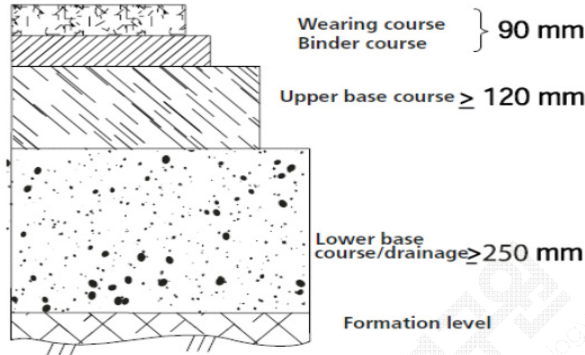 Wearing course
Binder course
90 mm
Upper base course ≥ 120 mm
Lower base
course/drainage ≥250 mm
Formation level